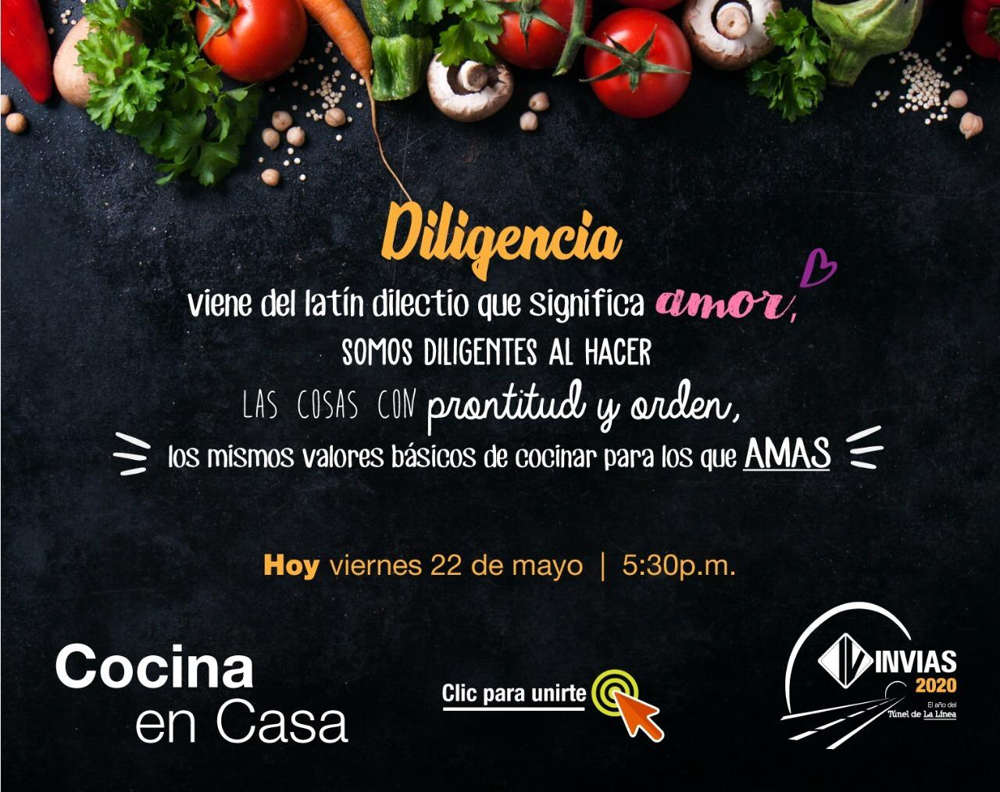 Diligencia
viene del latín dilectio que significa amor,
SOMOS DILIGENTES AL HACER
LAS COSAS CON prontitud y orden,
los mismos valores básicos de cocinar para los que AMAS
Hoy viernes 22 de mayo | 5:30p.m.
Cocina
en Casa
Clic para unirte
INVIAS
2020
El año del
Túnel de La Línea